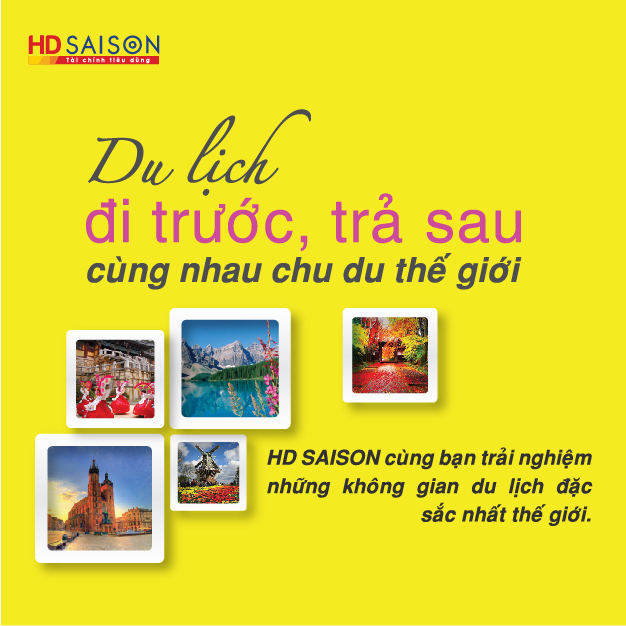 HD SAISON
Tài chính tiêu dùng
Du lịch
đi trước, trả sau
cùng nhau chu du thế giới
HD SAISON cùng bạn trải nghiệm
những không gian du lịch đặc
sắc nhất thế giới.